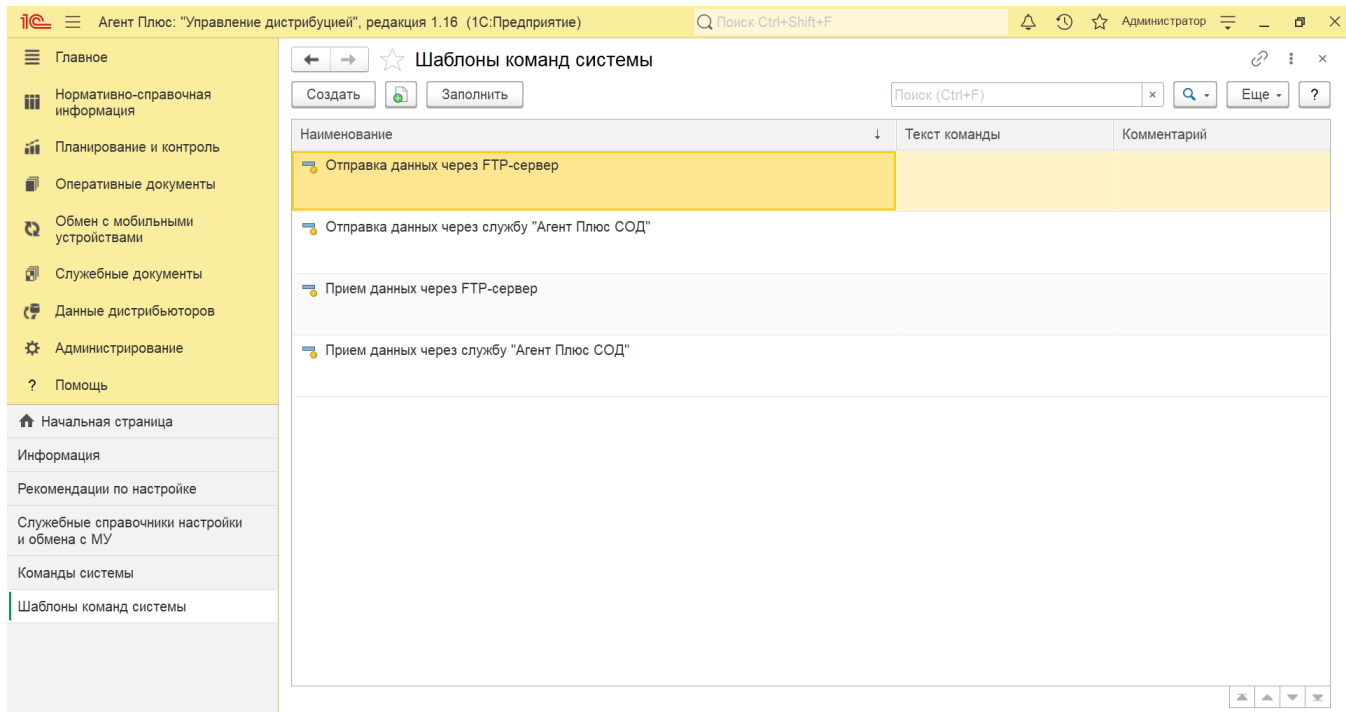 1С Агент Плюс: "Управление дистрибуцией", редакция 1.16 (1С:Предприятие) Поиск Ctrl+Shift+F Администратор
Главное
Нормативно-справочная
информация
Планирование и контроль
Оперативные документы
Обмен с мобильными
устройствами
Служебные документы
Данные дистрибьюторов
Администрирование
? Помощь
Начальная страница
Информация
Рекомендации по настройке
Служебные справочники настройки
и обмена с МУ
Команды системы
Шаблоны команд системы
Шаблоны команд системы
Создать Заполнить Поиск (Ctrl+F) × Еще ?
Наименование ↓ Текст команды Комментарий
Отправка данных через FTP-сервер
Отправка данных через службу "Агент Плюс СОД"
Прием данных через FTP-сервер
Прием данных через службу "Агент Плюс СОД"